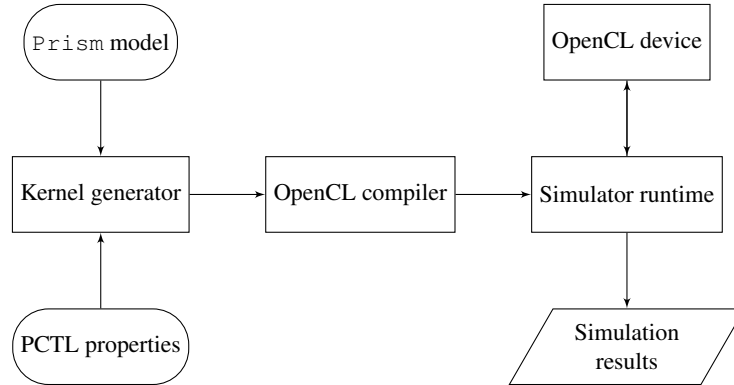 Prism model
OpenCL device
Kernel generator
OpenCL compiler
Simulator runtime
PCTL properties
Simulation
results